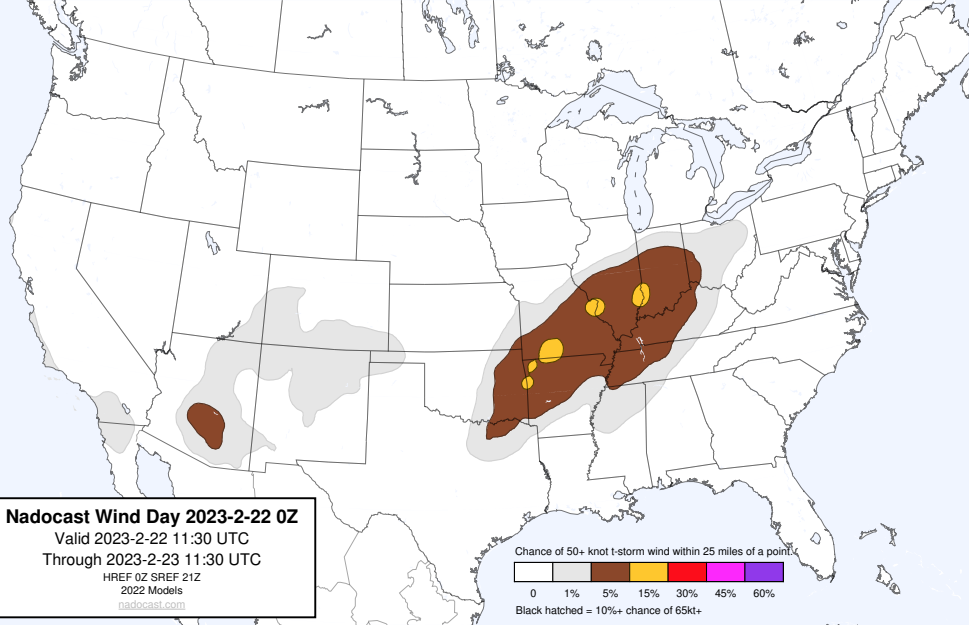 Nadocast Wind Day 2023-2-22 0Z
Valid 2023-2-22 11:30 UTC
Through 2023-2-23 11:30 UTC
HREF 0Z SREF 21Z
2022 Models
nadocast.com
Chance of 50+ knot t-storm wind within 25 miles of a point.
0 1% 5% 15% 30% 45% 60%
Black hatched = 10%+ chance of 65kt+